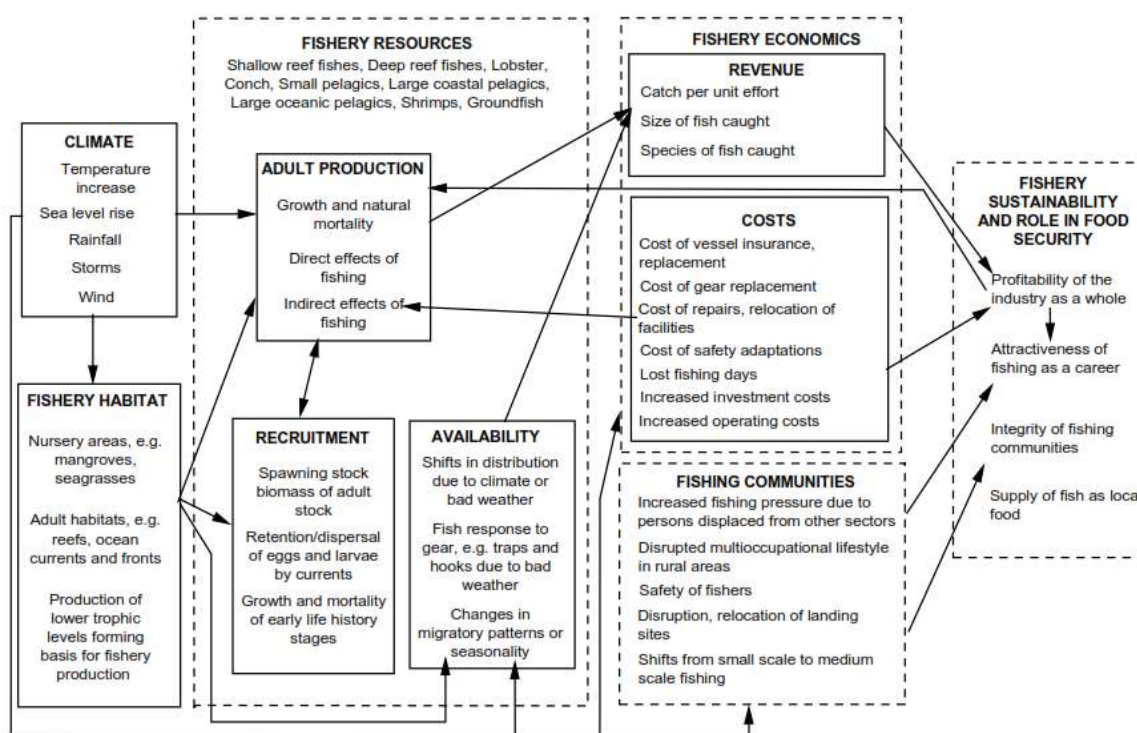 FISHERY RESOURCES
Shallow reef fishes, Deep reef fishes, Lobster,
Conch, Small pelagics, Large coastal pelagics,
Large oceanic pelagics, Shrimps, Groundfish
CLIMATE
Temperature
increase
Sea level rise
Rainfall
Storms
Wind
FISHERY HABITAT
Nursery areas, e.g.
mangroves,
seagrasses
Adult habitats, e.g.
reefs, ocean
currents and fronts
Production of
lower trophic
levels forming
basis for fishery
production
ADULT PRODUCTION
Growth and natural
mortality
Direct effects of
fishing
Indirect effects of
fishing
RECRUITMENT
Spawning stock
biomass of adult
stock
Retention/dispersal
of eggs and larvae
by currents
Growth and mortality
of early life history
stages
AVAILABILITY
Shifts in distribution
due to climate or
bad weather
Fish response to
gear, e.g. traps and
hooks due to bad
weather
Changes in
migratory patterns or
seasonality
FISHERY ECONOMICS
REVENUE
Catch per unit effort
Size of fish caught
Species of fish caught
COSTS
Cost of vessel insurance,
replacement
Cost of gear replacement
Cost of repairs, relocation of
facilities
Cost of safety adaptations
Lost fishing days
Increased investment costs
Increased operating costs
FISHING COMMUNITIES
Increased fishing pressure due to
persons displaced from other sectors
Disrupted multioccupational lifestyle
in rural areas
Safety of fishers
Disruption, relocation of landing
sites
Shifts from small scale to medium
scale fishing
FISHERY
SUSTAINABILITY
AND ROLE IN FOOD
SECURITY
Profitability of the
industry as a whole
Attractiveness of
fishing as a career
Integrity of fishing
communities
Supply of fish as local
food